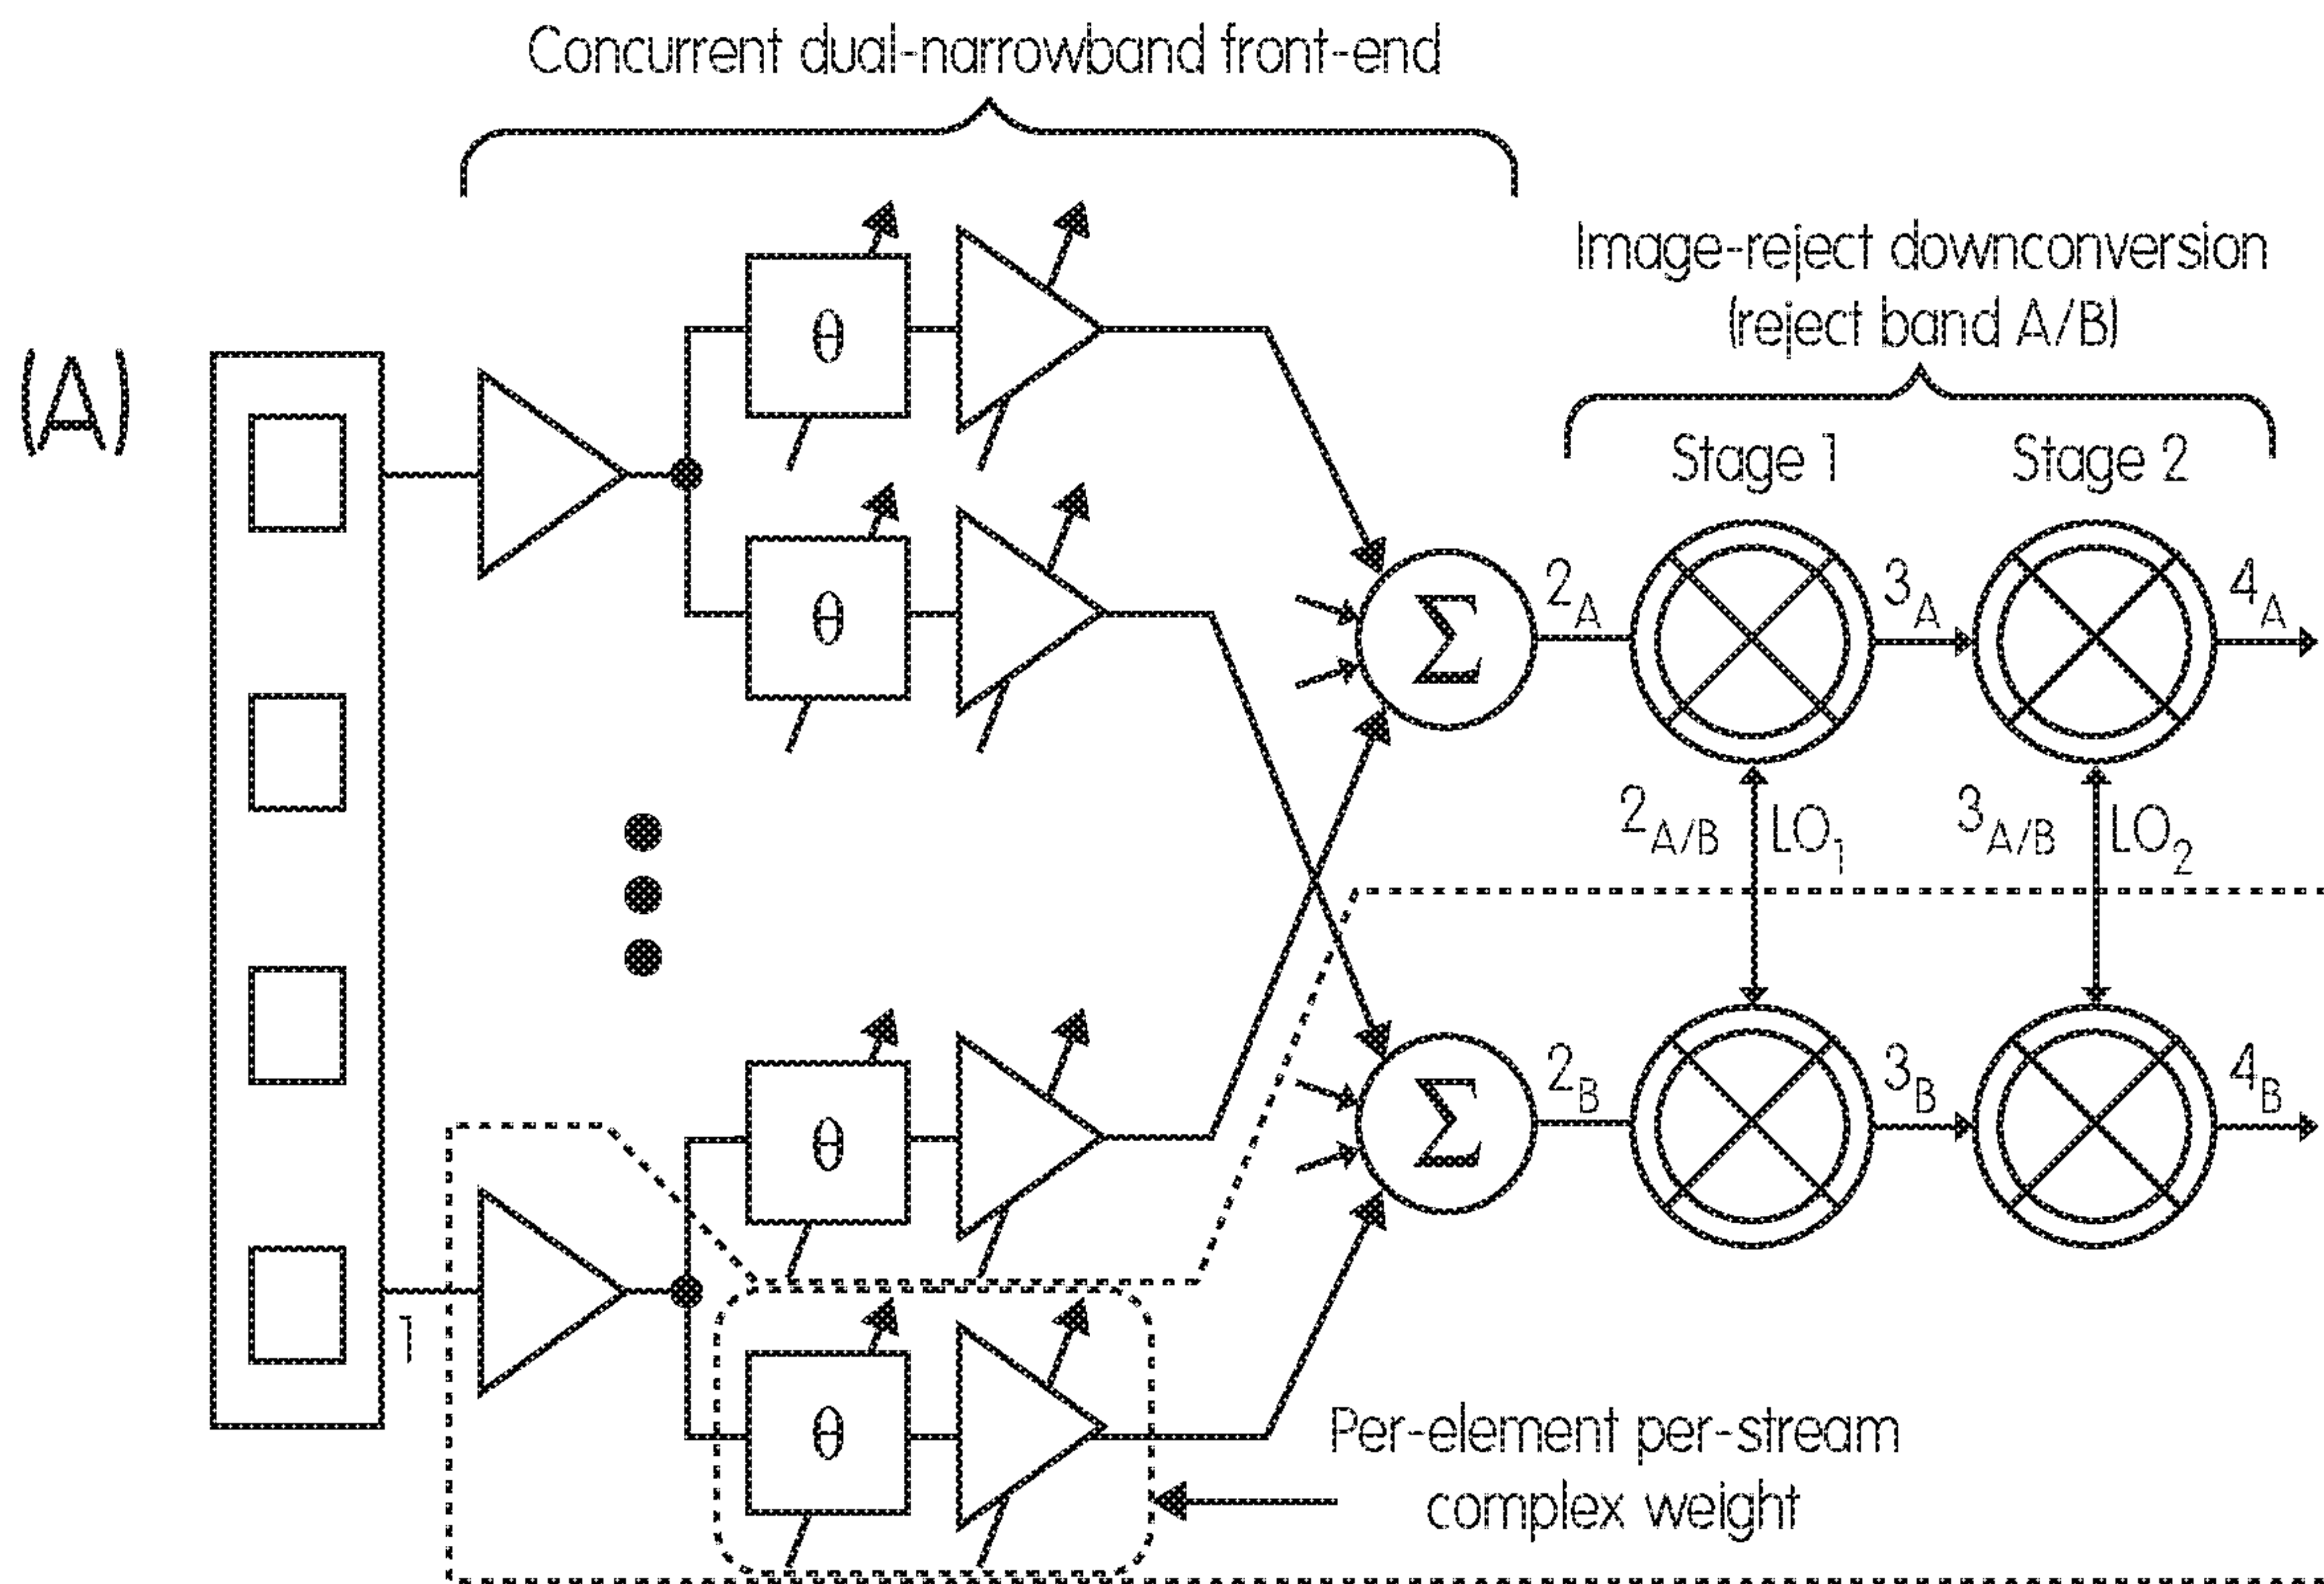 Concurrent dual-narrowband front-end
Image-reject downconversion
(reject band A/B)
(A)
Stage 1
Stage 2
θ
θ
Σ
2A
3A
4A
2A/B
LO1
3A/B
LO2
θ
Σ
2B
3B
4B
1
θ
Per-element per-stream
complex weight